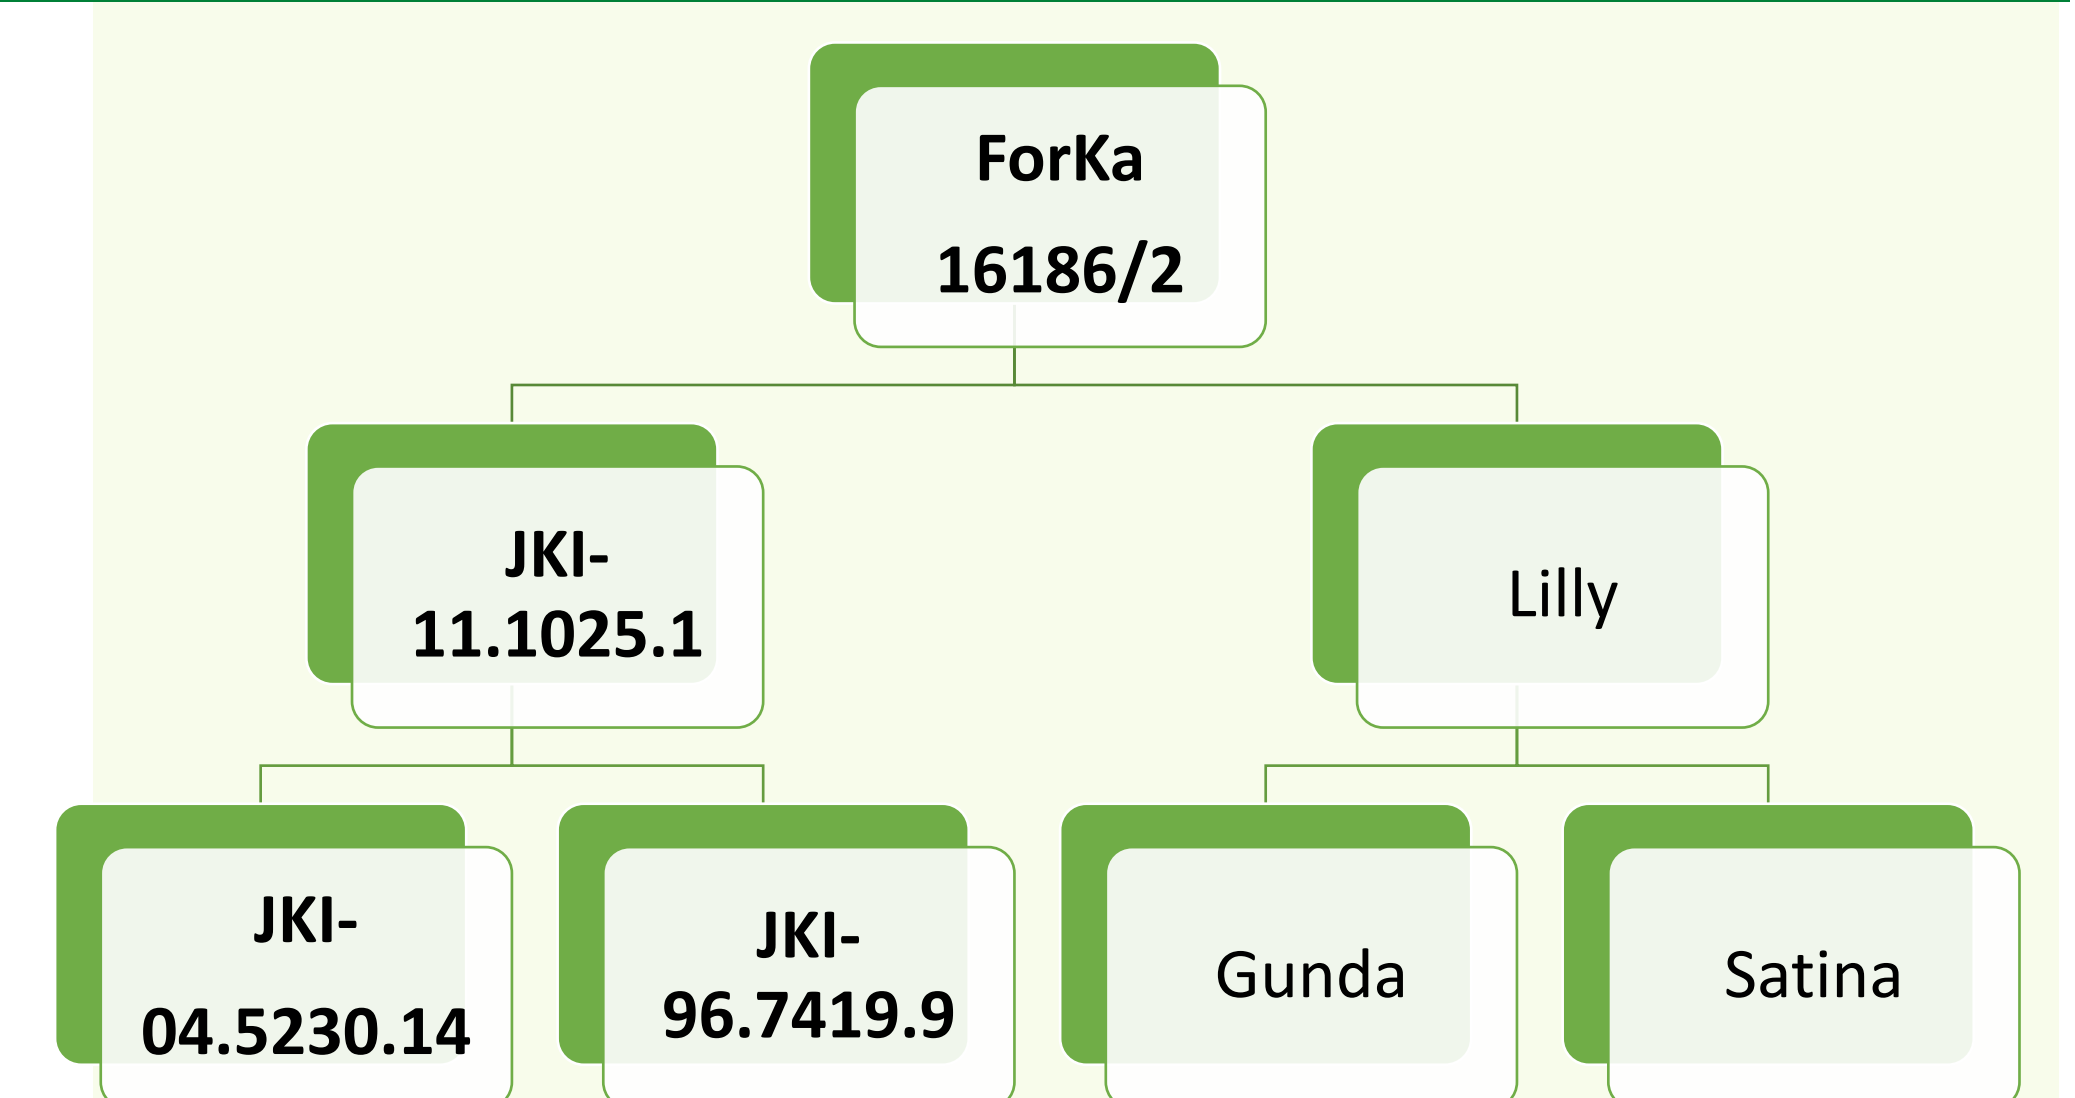 ForKa
16186/2
JKI-
11.1025.1
Lilly
JKI-
04.5230.14
JKI-
96.7419.9
Gunda
Satina